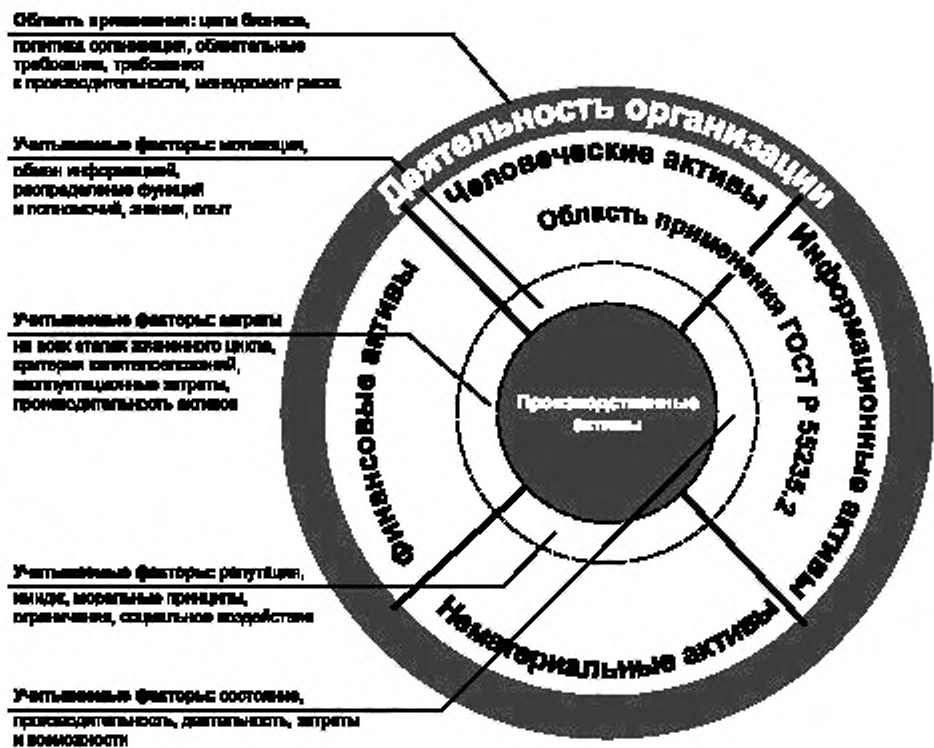 Область применения: цели бизнеса,
политика организации, обязательные
требования, требования
к производительности, менеджмент риска
Учитываемые факторы: мотивация,
обмен информацией,
распределение функций
и полномочий, знания, опыт
Учитываемые факторы: затраты
на всех этапах жизненного цикла,
критерии капиталовложений,
эксплуатационные затраты,
производительность активов
Учитываемые факторы: репутация,
имидж, моральные принципы,
ограничения, социальное воздействие
Учитываемые факторы: состояние,
производительность, деятельность, затраты
и возможности
Деятельность организации
Человеческие активы
Область применения ГОСТ Р 55235.2
Информационные активы
Финансовые активы
Производственные
активы
Нематериальные активы